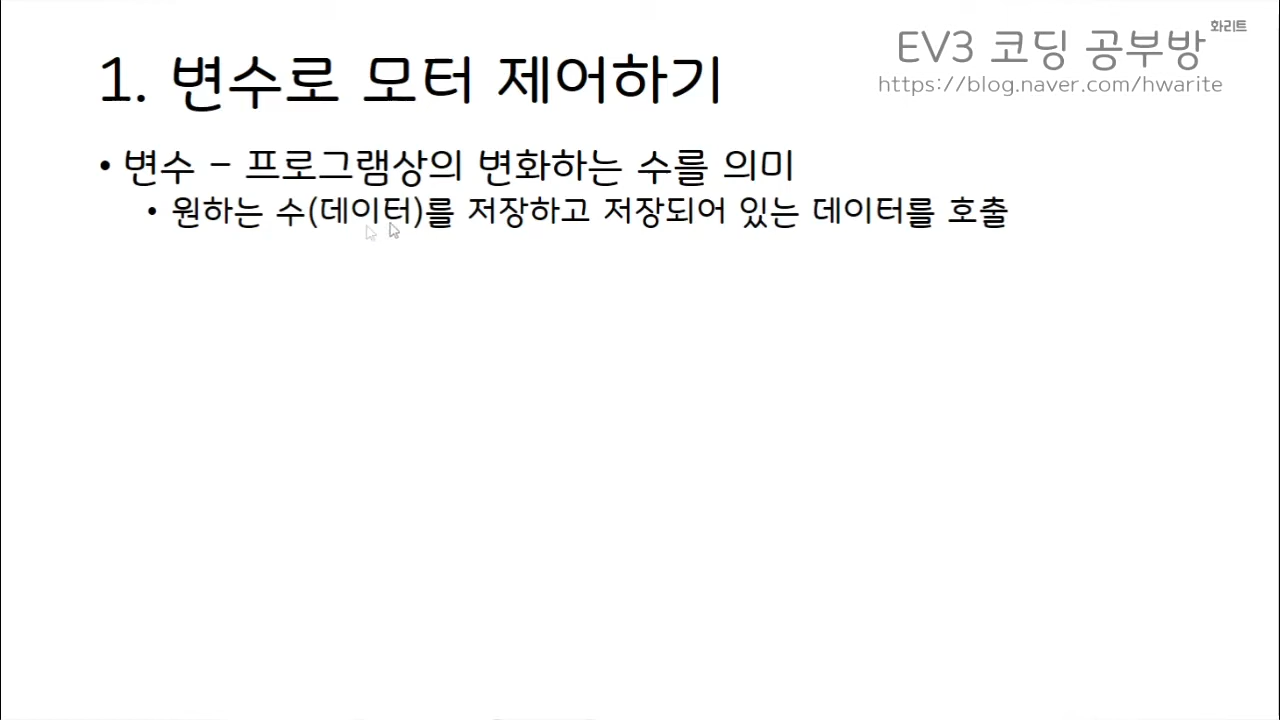 화리트
EV3 코딩 공부방
https://blog.naver.com/hwarite
1. 변수로 모터 제어하기
• 변수 – 프로그램상의 변화하는 수를 의미
• 원하는 수(데이터)를 저장하고 저장되어 있는 데이터를 호출